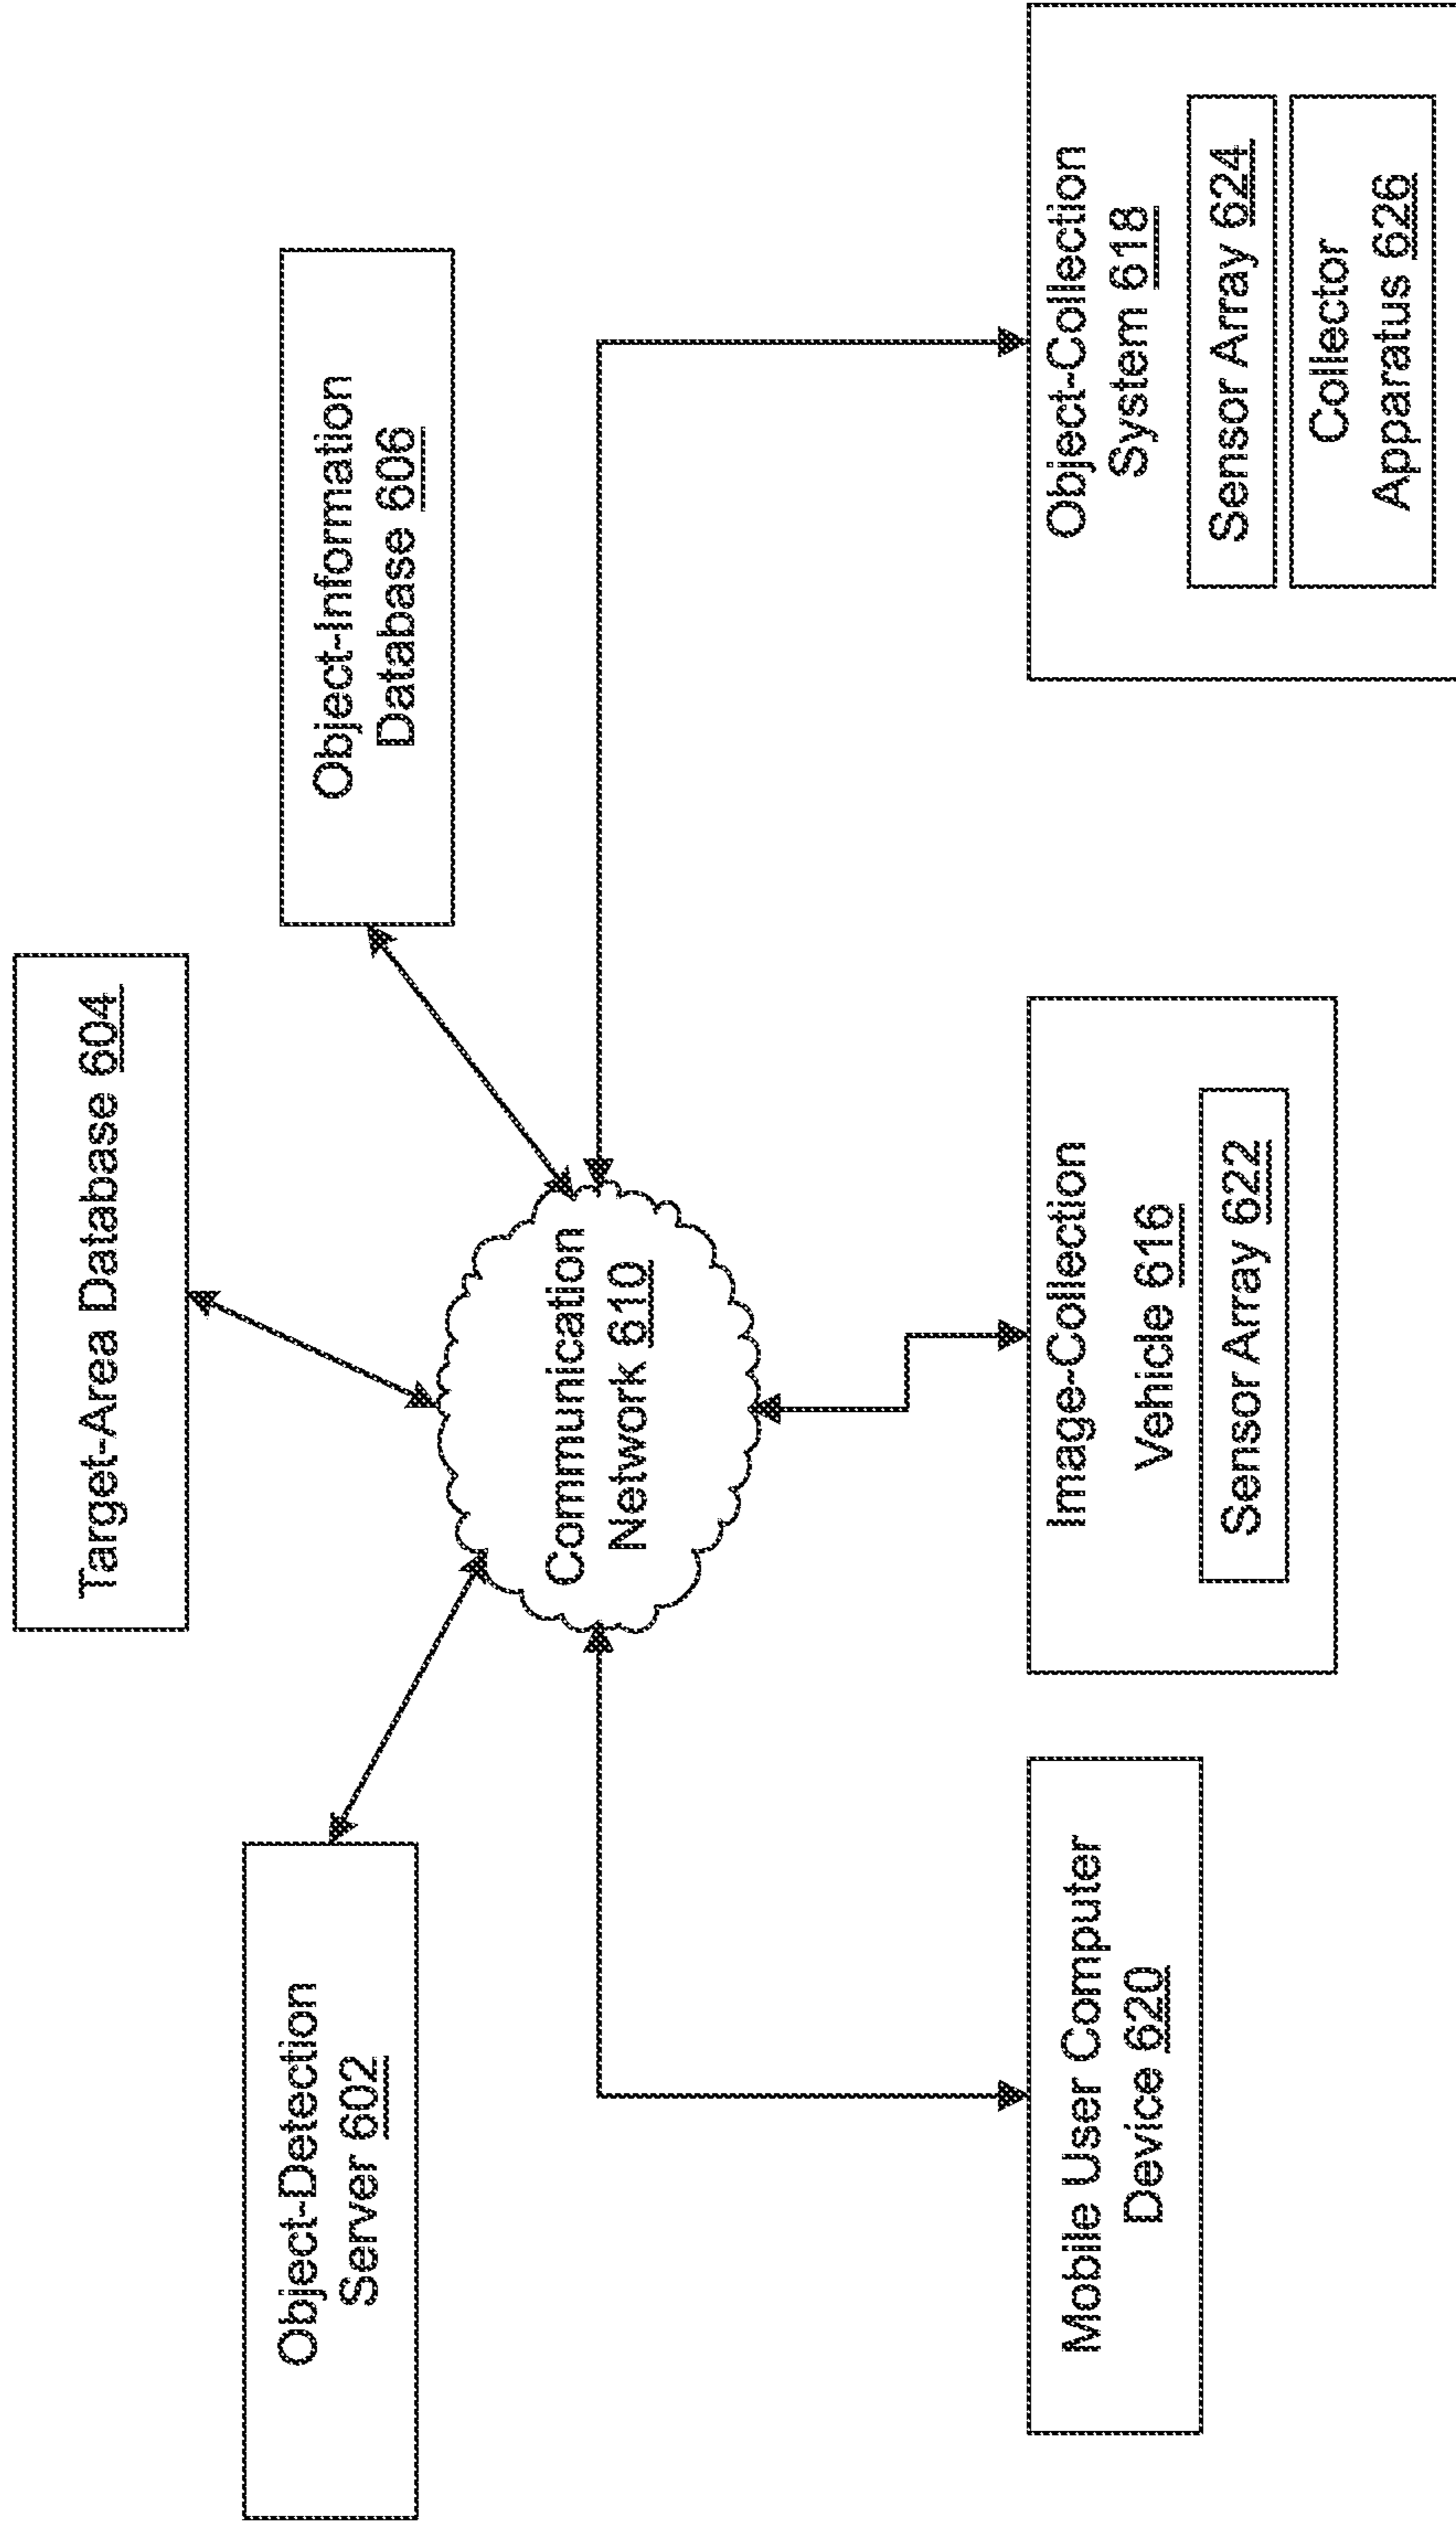 Target-Area Database 604
Object-Detection
Server 602
Object-Information
Database 606
Communication
Network 610
Mobile User Computer
Device 620
Image-Collection
Vehicle 616
Sensor Array 622
Object-Collection
System 618
Sensor Array 624
Collector
Apparatus 626